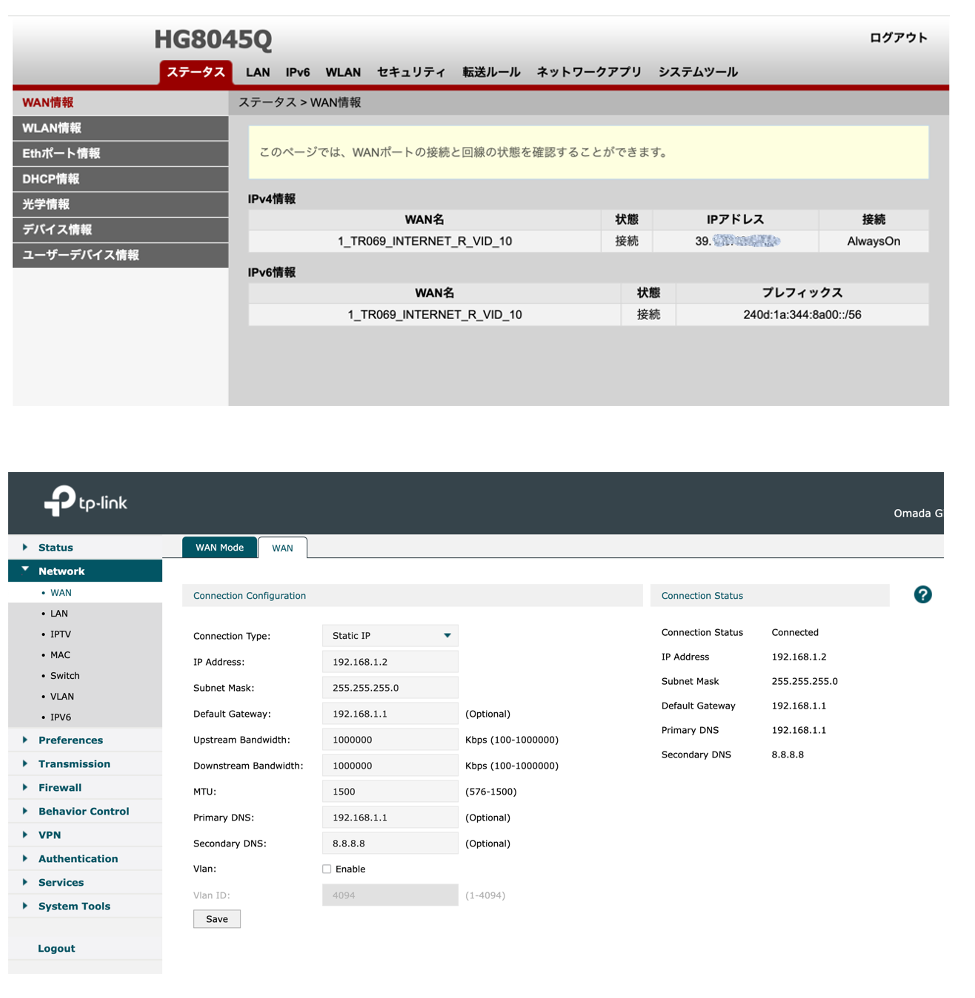 HG8045Q
ログアウト
ステータス LAN IPv6 WLAN セキュリティ 転送ルール ネットワークアプリ システムツール
WAN情報
WLAN情報
Ethポート情報
DHCP情報
光学情報
デバイス情報
ユーザーデバイス情報
ステータス > WAN情報
このページでは、WANポートの接続と回線の状態を確認することができます。
IPv4情報
WAN名 状態 IPアドレス 接続
1_TR069_INTERNET_R_VID_10 接続 39. AlwaysOn
IPv6情報
WAN名 状態 プレフィックス
1_TR069_INTERNET_R_VID_10 接続 240d:1a:344:8a00::/56
tp-link
Omada G
Status
Network
• WAN
• LAN
• IPTV
• MAC
• Switch
• VLAN
• IPV6
Preferences
Transmission
Firewall
Behavior Control
VPN
Authentication
Services
System Tools
Logout
WAN Mode WAN
Connection Configuration
Connection Type: Static IP
IP Address: 192.168.1.2
Subnet Mask: 255.255.255.0
Default Gateway: 192.168.1.1 (Optional)
Upstream Bandwidth: 1000000 Kbps (100-1000000)
Downstream Bandwidth: 1000000 Kbps (100-1000000)
MTU: 1500 (576-1500)
Primary DNS: 192.168.1.1 (Optional)
Secondary DNS: 8.8.8.8 (Optional)
Vlan: Enable
Vlan ID: 4094 (1-4094)
Save
Connection Status
?
Connection Status Connected
IP Address 192.168.1.2
Subnet Mask 255.255.255.0
Default Gateway 192.168.1.1
Primary DNS 192.168.1.1
Secondary DNS 8.8.8.8